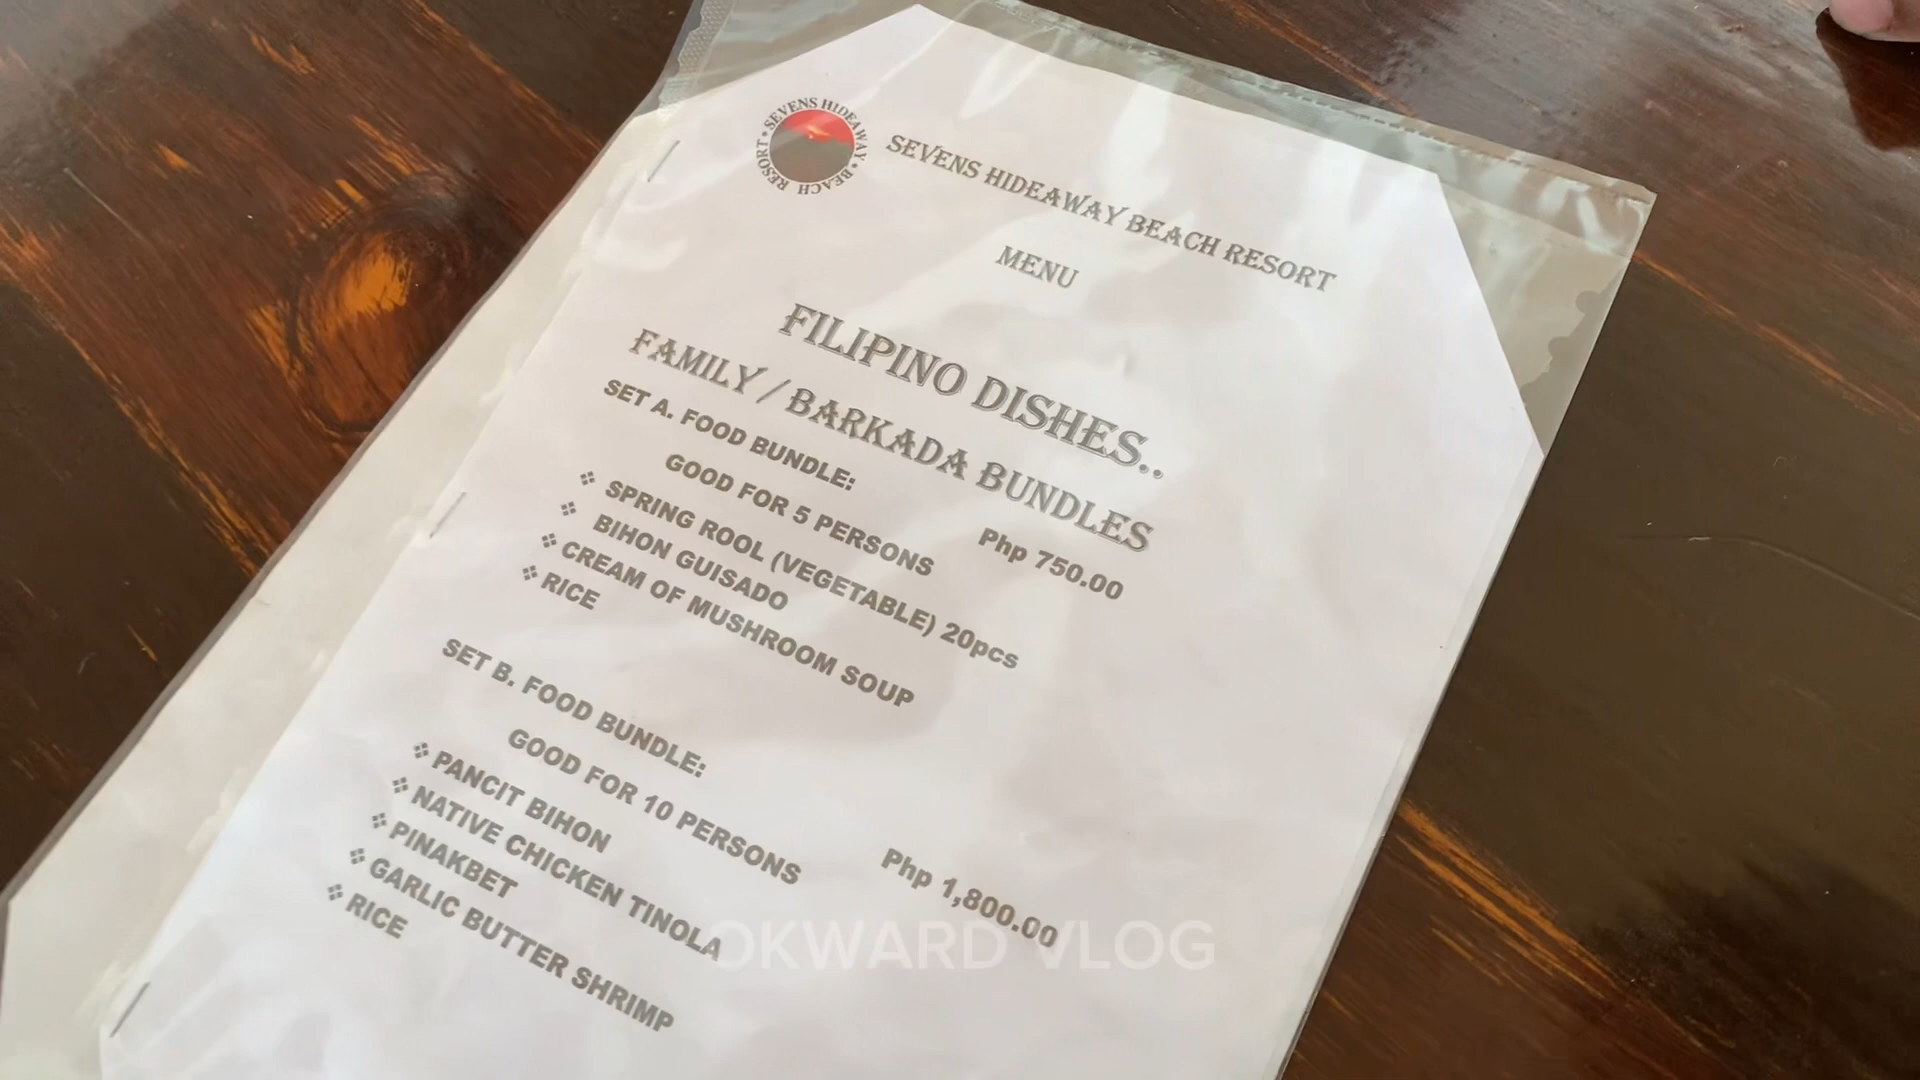 SEVENS HIDEAWAY * BEACH RESORT *
SEVENS HIDEAWAY BEACH RESORT
MENU
FILIPINO DISHES..
FAMILY / BARKADA BUNDLES
SET A. FOOD BUNDLE:
GOOD FOR 5 PERSONS Php 750.00
SPRING ROOL (VEGETABLE) 20pcs
BIHON GUISADO
CREAM OF MUSHROOM SOUP
RICE
SET B. FOOD BUNDLE:
GOOD FOR 10 PERSONS Php 1,800.00
PANCIT BIHON
NATIVE CHICKEN TINOLA
PINAKBET
GARLIC BUTTER SHRIMP
RICE
OKWARD VLOG